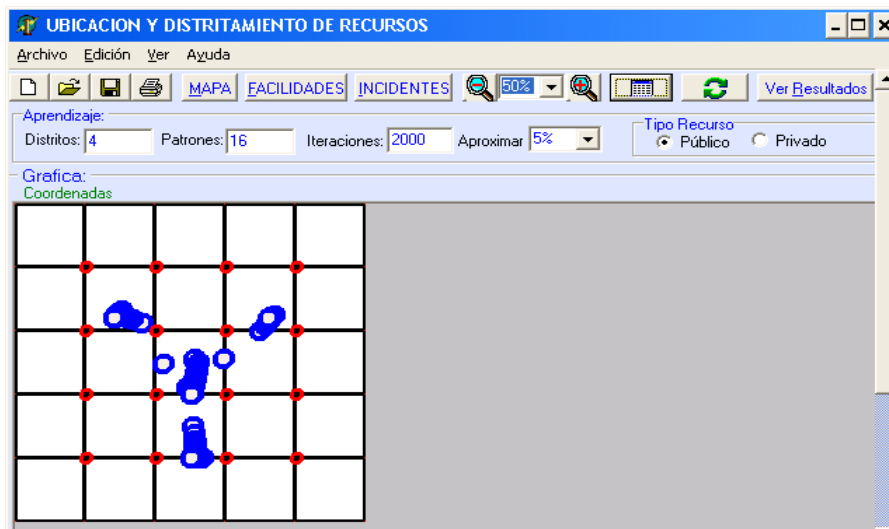 UBICACION Y DISTRITAMIENTO DE RECURSOS
Archivo Edición Ver Ayuda
MAPA FACILIDADES INCIDENTES 50% Ver Resultados
Aprendizaje:
Distritos: 4 Patrones: 16 Iteraciones: 2000 Aproximar 5% Tipo Recurso
Público Privado
Grafica:
Coordenadas